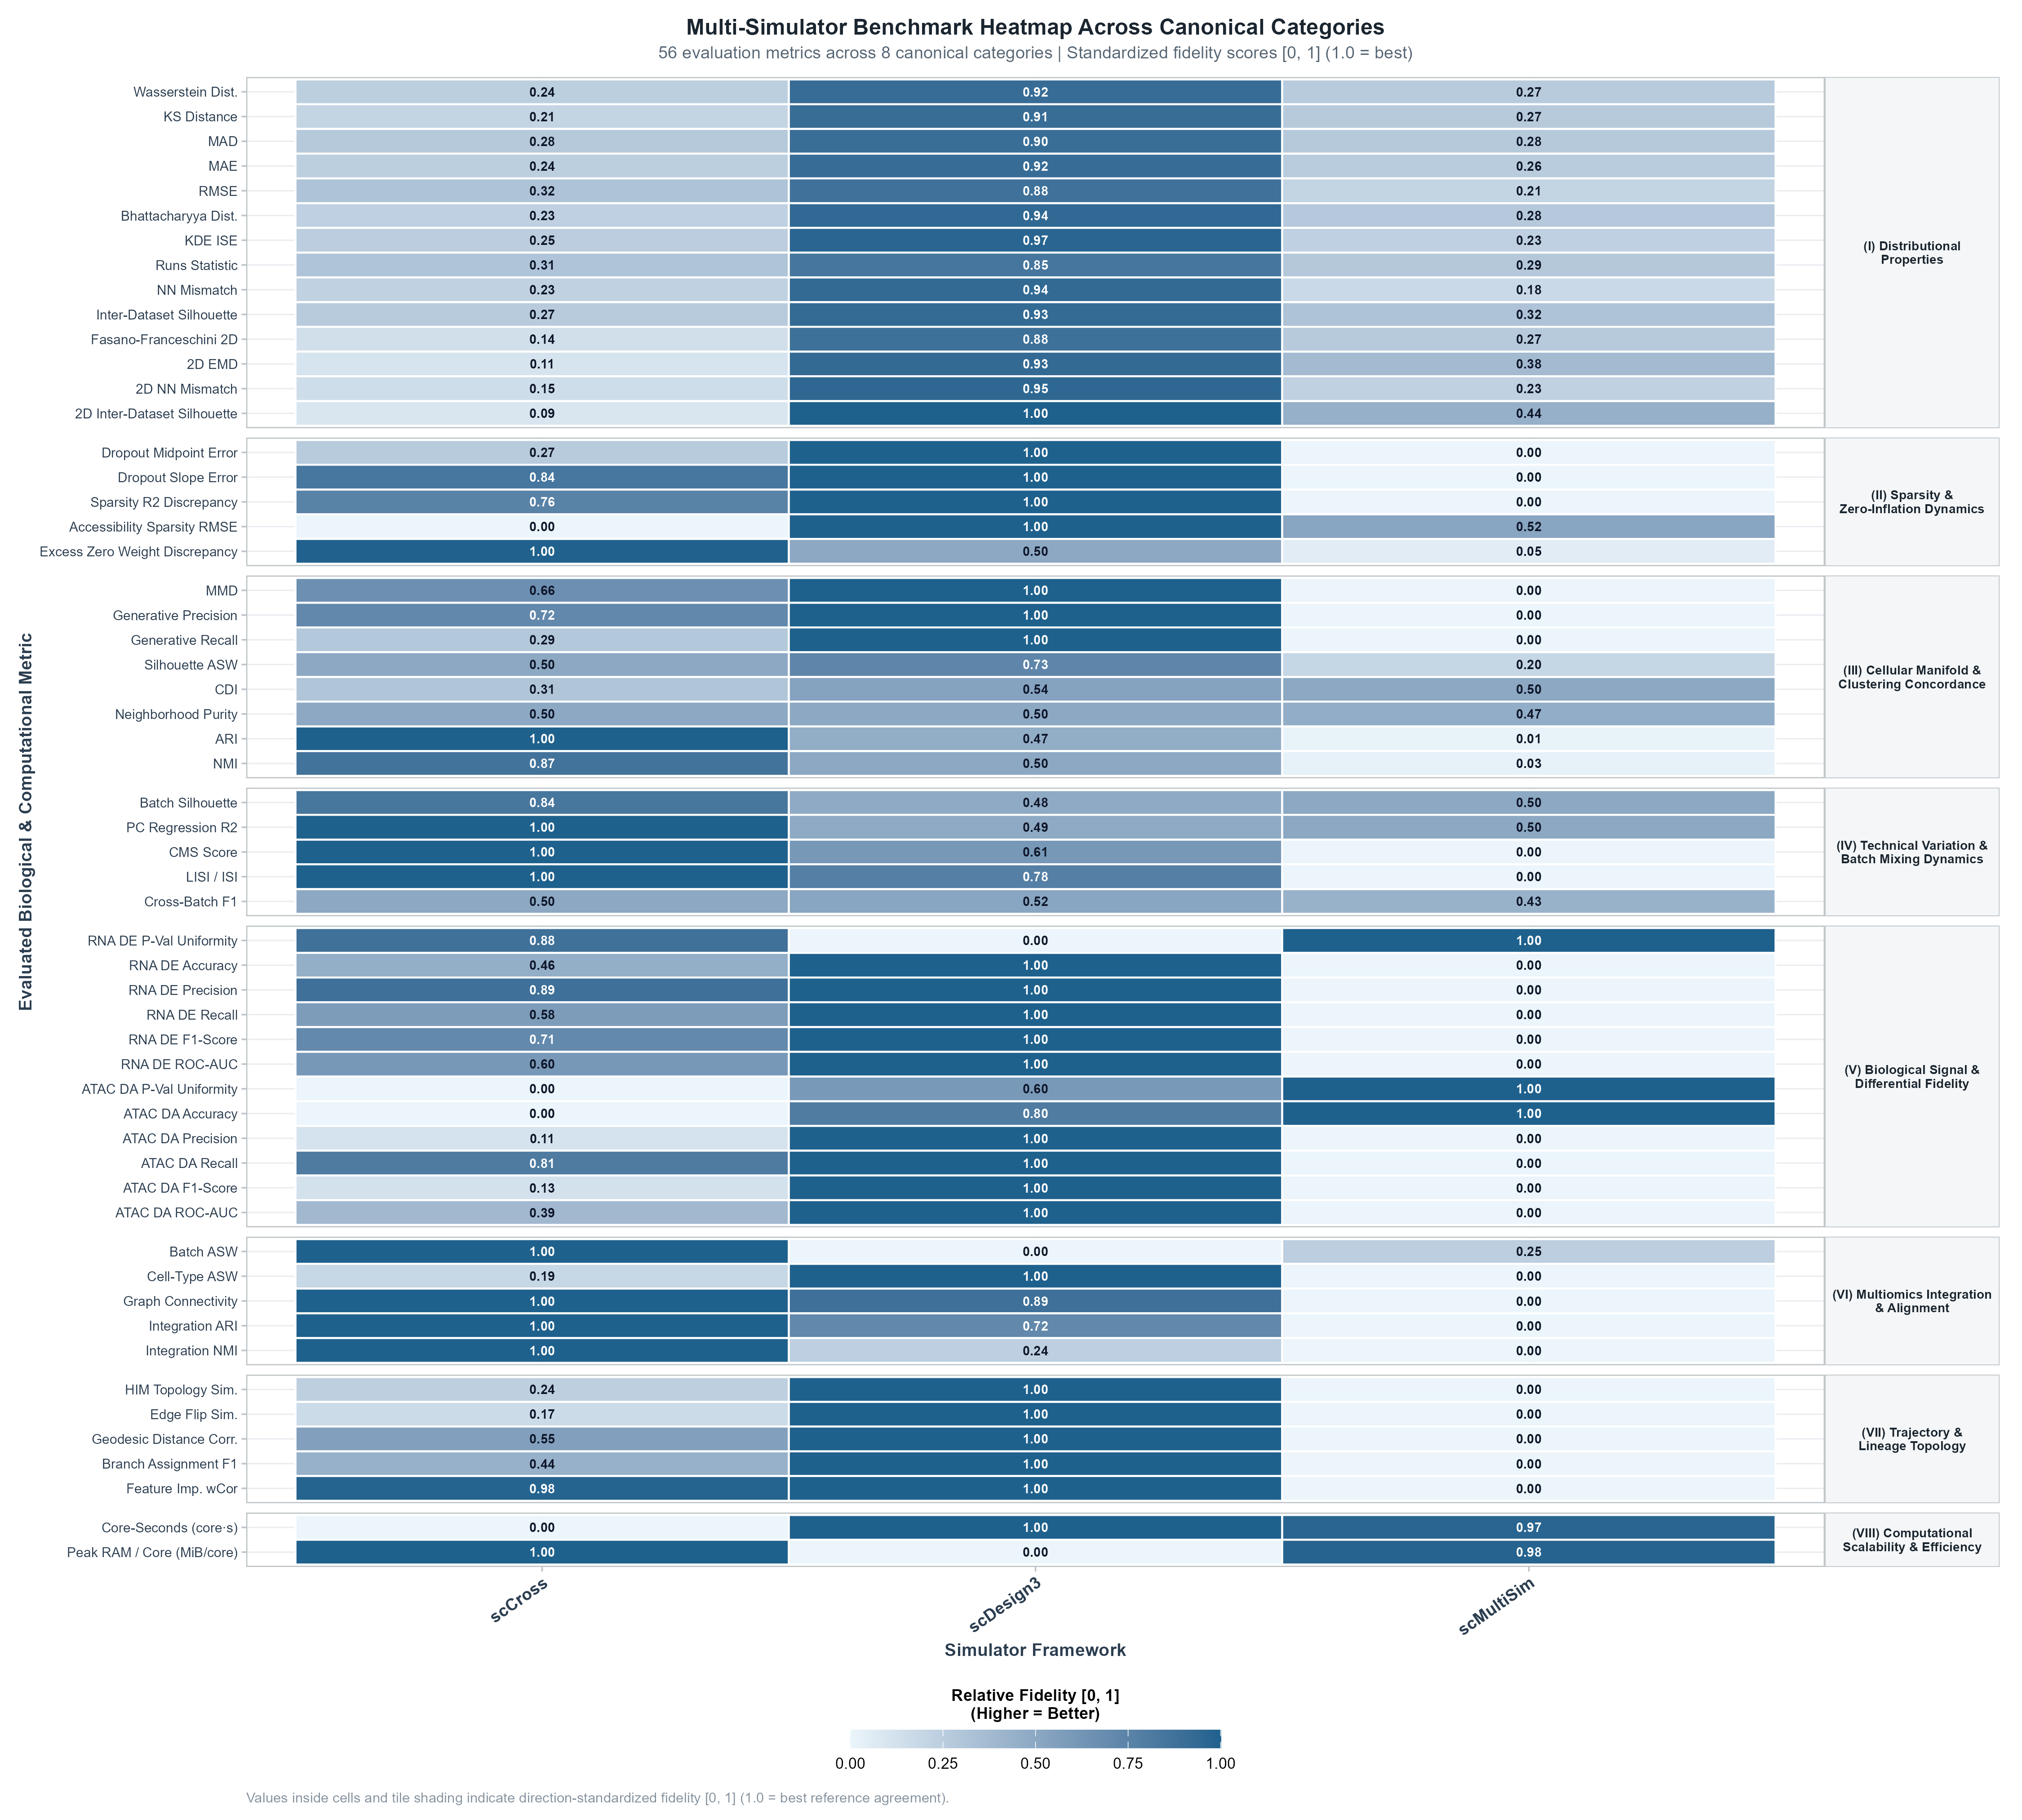 Multi-Simulator Benchmark Heatmap Across Canonical Categories
56 evaluation metrics across 8 canonical categories | Standardized fidelity scores [0, 1] (1.0 = best)
Evaluated Biological & Computational Metric
Wasserstein Dist. 0.24 0.92 0.27
KS Distance 0.21 0.91 0.27
MAD 0.28 0.90 0.28
MAE 0.24 0.92 0.26
RMSE 0.32 0.88 0.21
Bhattacharyya Dist. 0.23 0.94 0.28
KDE ISE 0.25 0.97 0.23
Runs Statistic 0.31 0.85 0.29
NN Mismatch 0.23 0.94 0.18
Inter-Dataset Silhouette 0.27 0.93 0.32
Fasano-Franceschini 2D 0.14 0.88 0.27
2D EMD 0.11 0.93 0.38
2D NN Mismatch 0.15 0.95 0.23
2D Inter-Dataset Silhouette 0.09 1.00 0.44
(I) Distributional
Properties
Dropout Midpoint Error 0.27 1.00 0.00
Dropout Slope Error 0.84 1.00 0.00
Sparsity R2 Discrepancy 0.76 1.00 0.00
Accessibility Sparsity RMSE 0.00 1.00 0.52
Excess Zero Weight Discrepancy 1.00 0.50 0.05
(II) Sparsity &
Zero-Inflation Dynamics
MMD 0.66 1.00 0.00
Generative Precision 0.72 1.00 0.00
Generative Recall 0.29 1.00 0.00
Silhouette ASW 0.50 0.73 0.20
CDI 0.31 0.54 0.50
Neighborhood Purity 0.50 0.50 0.47
ARI 1.00 0.47 0.01
NMI 0.87 0.50 0.03
(III) Cellular Manifold &
Clustering Concordance
Batch Silhouette 0.84 0.48 0.50
PC Regression R2 1.00 0.49 0.50
CMS Score 1.00 0.61 0.00
LISI / ISI 1.00 0.78 0.00
Cross-Batch F1 0.50 0.52 0.43
(IV) Technical Variation &
Batch Mixing Dynamics
RNA DE P-Val Uniformity 0.88 0.00 1.00
RNA DE Accuracy 0.46 1.00 0.00
RNA DE Precision 0.89 1.00 0.00
RNA DE Recall 0.58 1.00 0.00
RNA DE F1-Score 0.71 1.00 0.00
RNA DE ROC-AUC 0.60 1.00 0.00
ATAC DA P-Val Uniformity 0.00 0.60 1.00
ATAC DA Accuracy 0.00 0.80 1.00
ATAC DA Precision 0.11 1.00 0.00
ATAC DA Recall 0.81 1.00 0.00
ATAC DA F1-Score 0.13 1.00 0.00
ATAC DA ROC-AUC 0.39 1.00 0.00
(V) Biological Signal &
Differential Fidelity
Batch ASW 1.00 0.00 0.25
Cell-Type ASW 0.19 1.00 0.00
Graph Connectivity 1.00 0.89 0.00
Integration ARI 1.00 0.72 0.00
Integration NMI 1.00 0.24 0.00
(VI) Multiomics Integration
& Alignment
HIM Topology Sim. 0.24 1.00 0.00
Edge Flip Sim. 0.17 1.00 0.00
Geodesic Distance Corr. 0.55 1.00 0.00
Branch Assignment F1 0.44 1.00 0.00
Feature Imp. wCor 0.98 1.00 0.00
(VII) Trajectory &
Lineage Topology
Core-Seconds (core·s) 0.00 1.00 0.97
Peak RAM / Core (MiB/core) 1.00 0.00 0.98
(VIII) Computational
Scalability & Efficiency
scCross scDesign3 scMultiSim
Simulator Framework
Relative Fidelity [0, 1]
(Higher = Better)
0.00 0.25 0.50 0.75 1.00
Values inside cells and tile shading indicate direction-standardized fidelity [0, 1] (1.0 = best reference agreement).